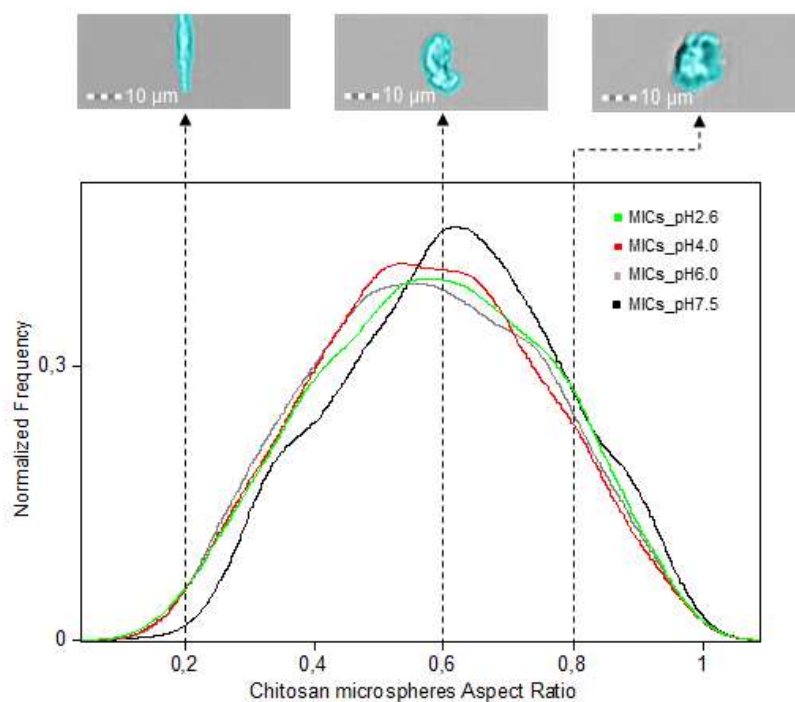 10 µm
10 µm
10 µm
MICs_pH2.6
MICs_pH4.0
MICs_pH6.0
MICs_pH7.5
Normalized Frequency
0,3
0
0,2 0,4 0,6 0,8 1
Chitosan microspheres Aspect Ratio